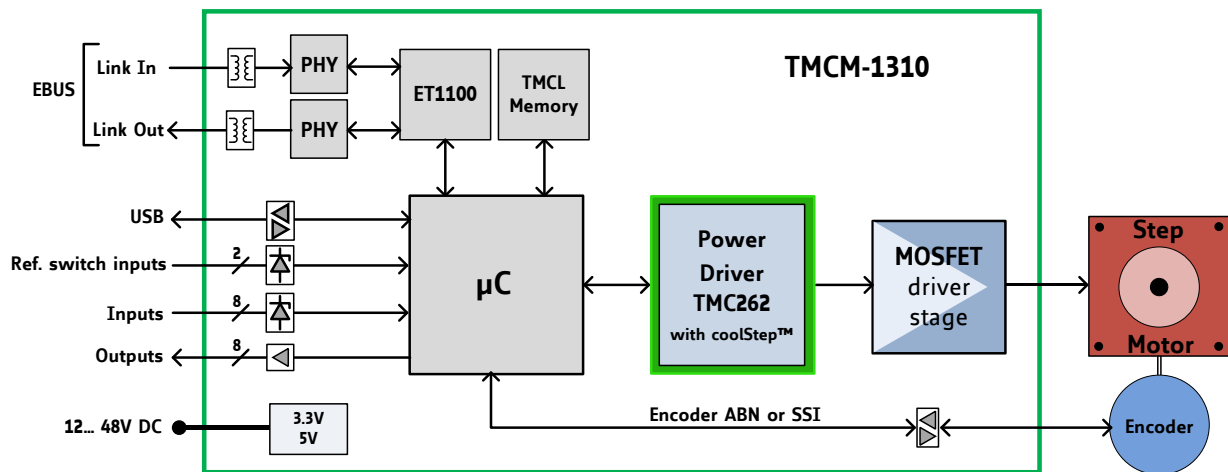 TMCM-1310
EBUS
Link In
PHY
ET1100
TMCL
Memory
Link Out
PHY
USB
Ref. switch inputs
2
Inputs
8
Outputs
8
µC
Power
Driver
TMC262
with coolStep™
MOSFET
driver
stage
Step
Motor
12... 48V DC
3.3V
5V
Encoder ABN or SSI
Encoder